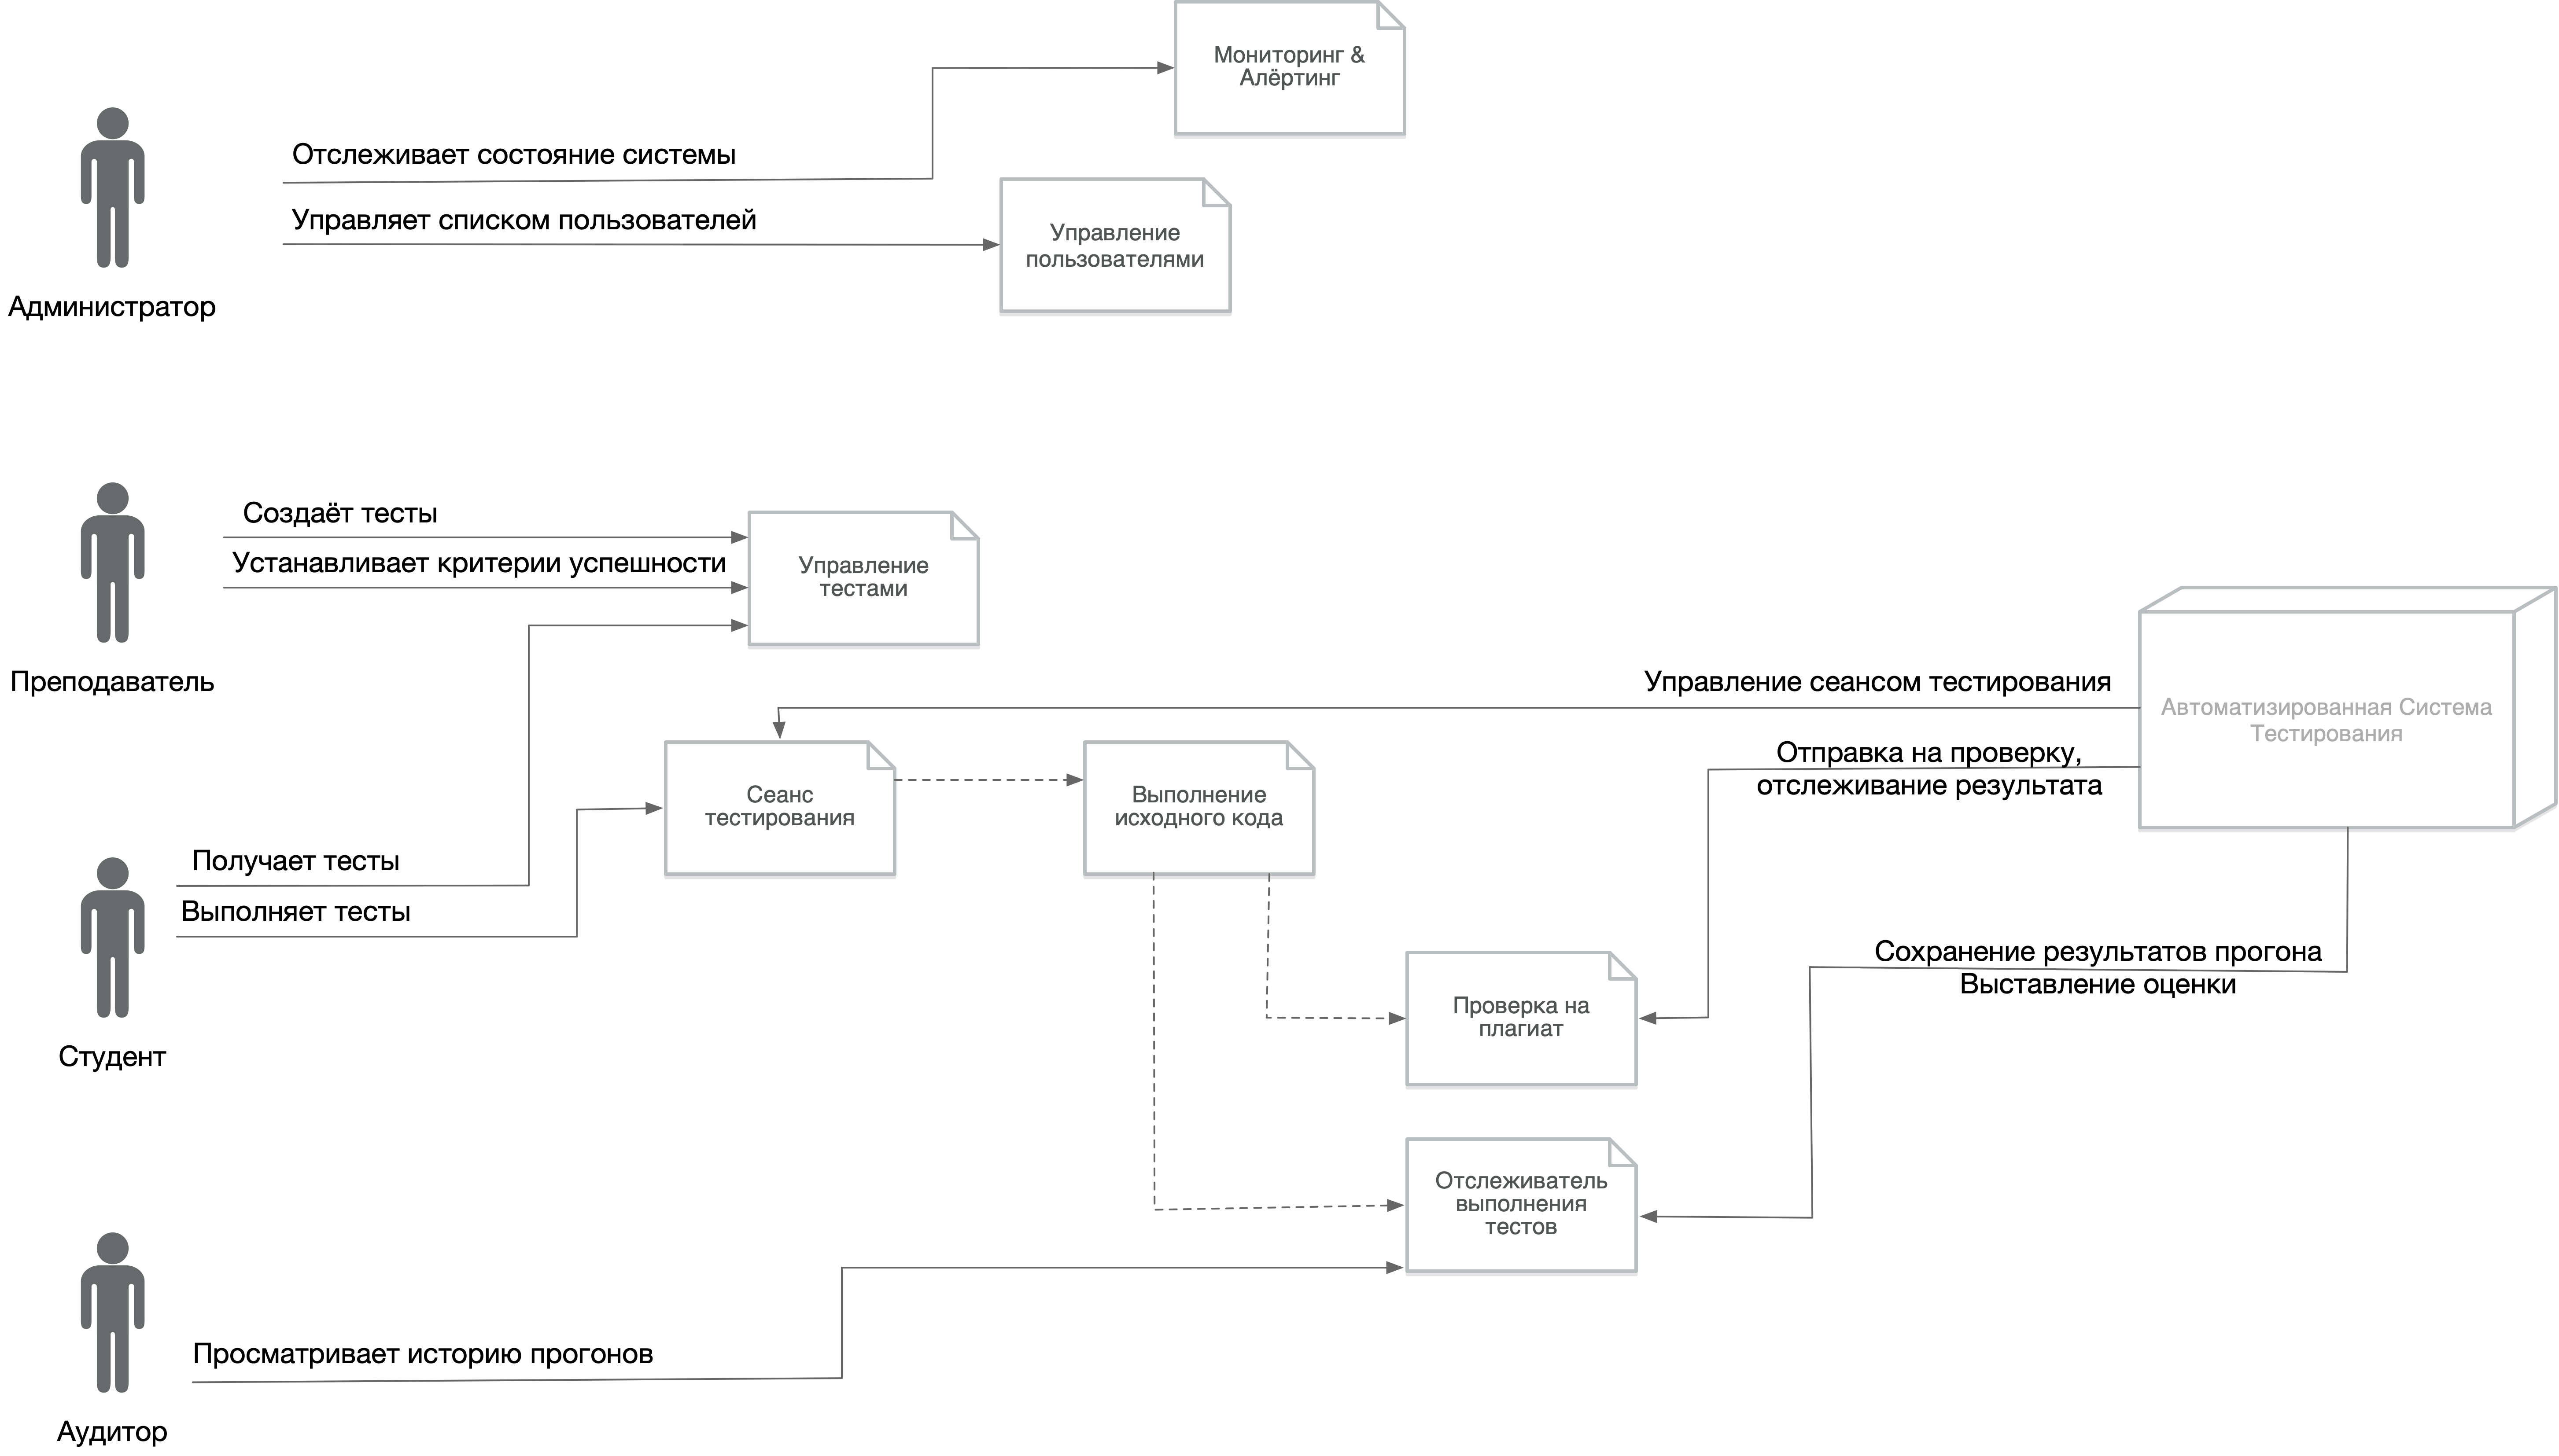 Мониторинг &
Алёртинг
Отслеживает состояние системы
Управляет списком пользователей
Управление
пользователями
Администратор
Создаёт тесты
Устанавливает критерии успешности
Управление
тестами
Преподаватель
Управление сеансом тестирования
Автоматизированная Система
Тестирования
Отправка на проверку,
отслеживание результата
Сеанс
тестирования
Выполнение
исходного кода
Получает тесты
Выполняет тесты
Студент
Сохранение результатов прогона
Выставление оценки
Проверка на
плагиат
Отслеживатель
выполнения
тестов
Просматривает историю прогонов
Аудитор